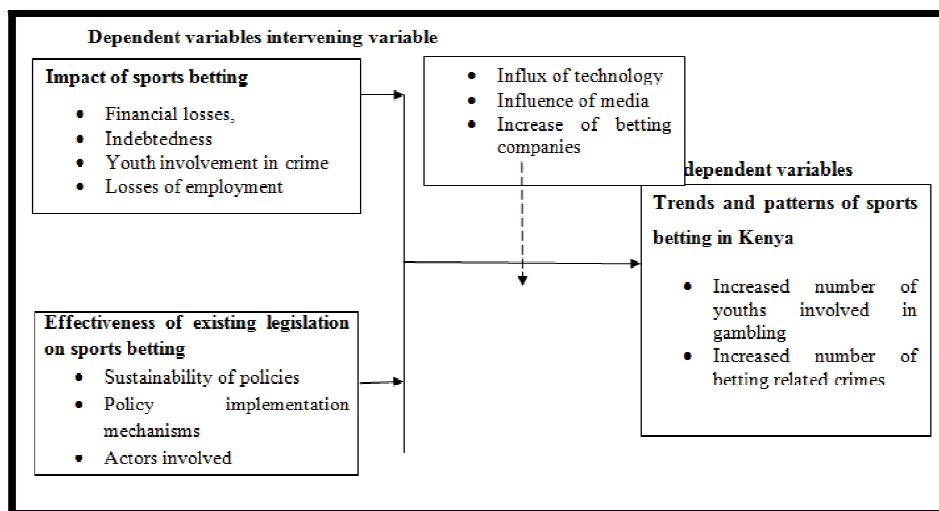 Dependent variables intervening variable
Impact of sports betting
• Financial losses,
• Indebtedness
• Youth involvement in crime
• Losses of employment
• Influx of technology
• Influence of media
• Increase of betting
companies
dependent variables
Trends and patterns of sports
betting in Kenya
• Increased number of
youths involved in
gambling
• Increased number of
betting related crimes
Effectiveness of existing legislation
on sports betting
• Sustainability of policies
• Policy implementation
mechanisms
• Actors involved